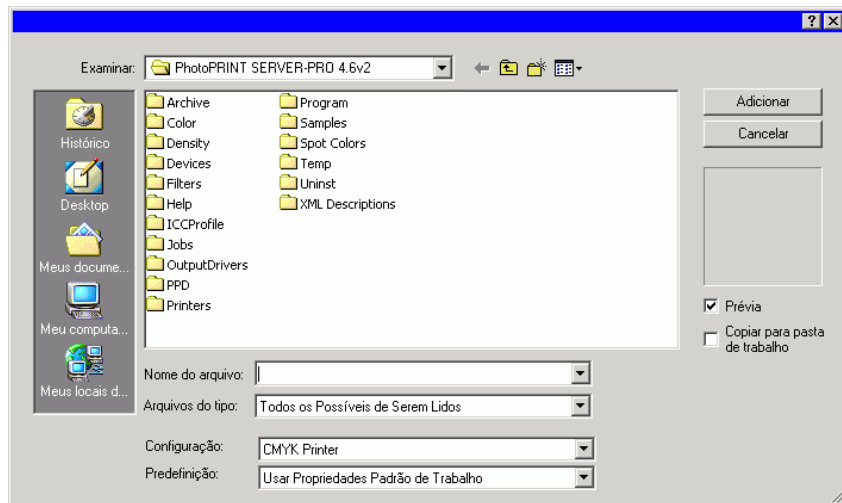 Examinar: PhotoPRINT SERVER-PRO 4.6v2
Histórico
Desktop
Meus docume...
Meu computa...
Meus locais d...
Archive
Color
Density
Devices
Filters
Help
ICCProfile
Jobs
OutputDrivers
PPD
Printers
Program
Samples
Spot Colors
Temp
Uninst
XML Descriptions
Adicionar
Cancelar
Prévia
Copiar para pasta
de trabalho
Nome do arquivo:
Arquivos do tipo: Todos os Possíveis de Serem Lidos
Configuração: CMYK Printer
Predefinição: Usar Propriedades Padrão de Trabalho